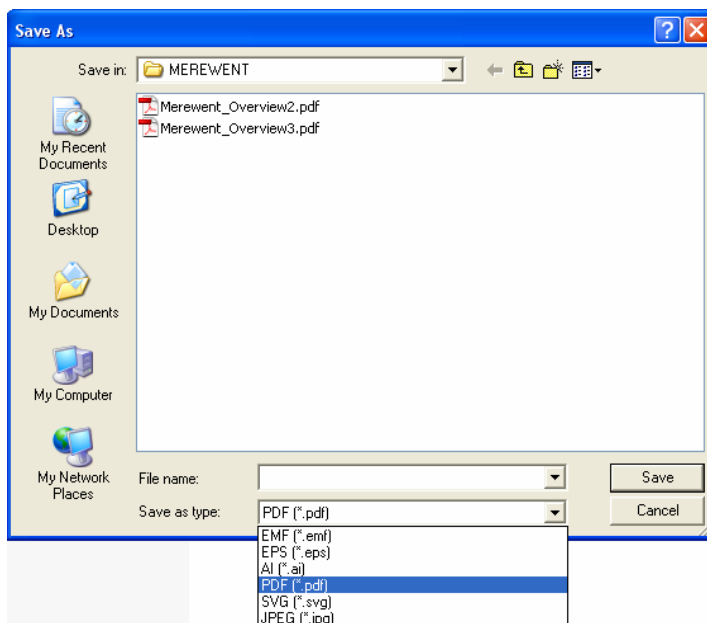 Save As
Save in:
MEREWENT
Merewent_Overview2.pdf
Merewent_Overview3.pdf
My Recent
Documents
Desktop
My Documents
My Computer
My Network
Places
File name:
Save
Save as type:
PDF (*.pdf)
Cancel
EMF (*.emf)
EPS (*.eps)
AI (*.ai)
PDF (*.pdf)
SVG (*.svg)
JPEG (*.jpg)